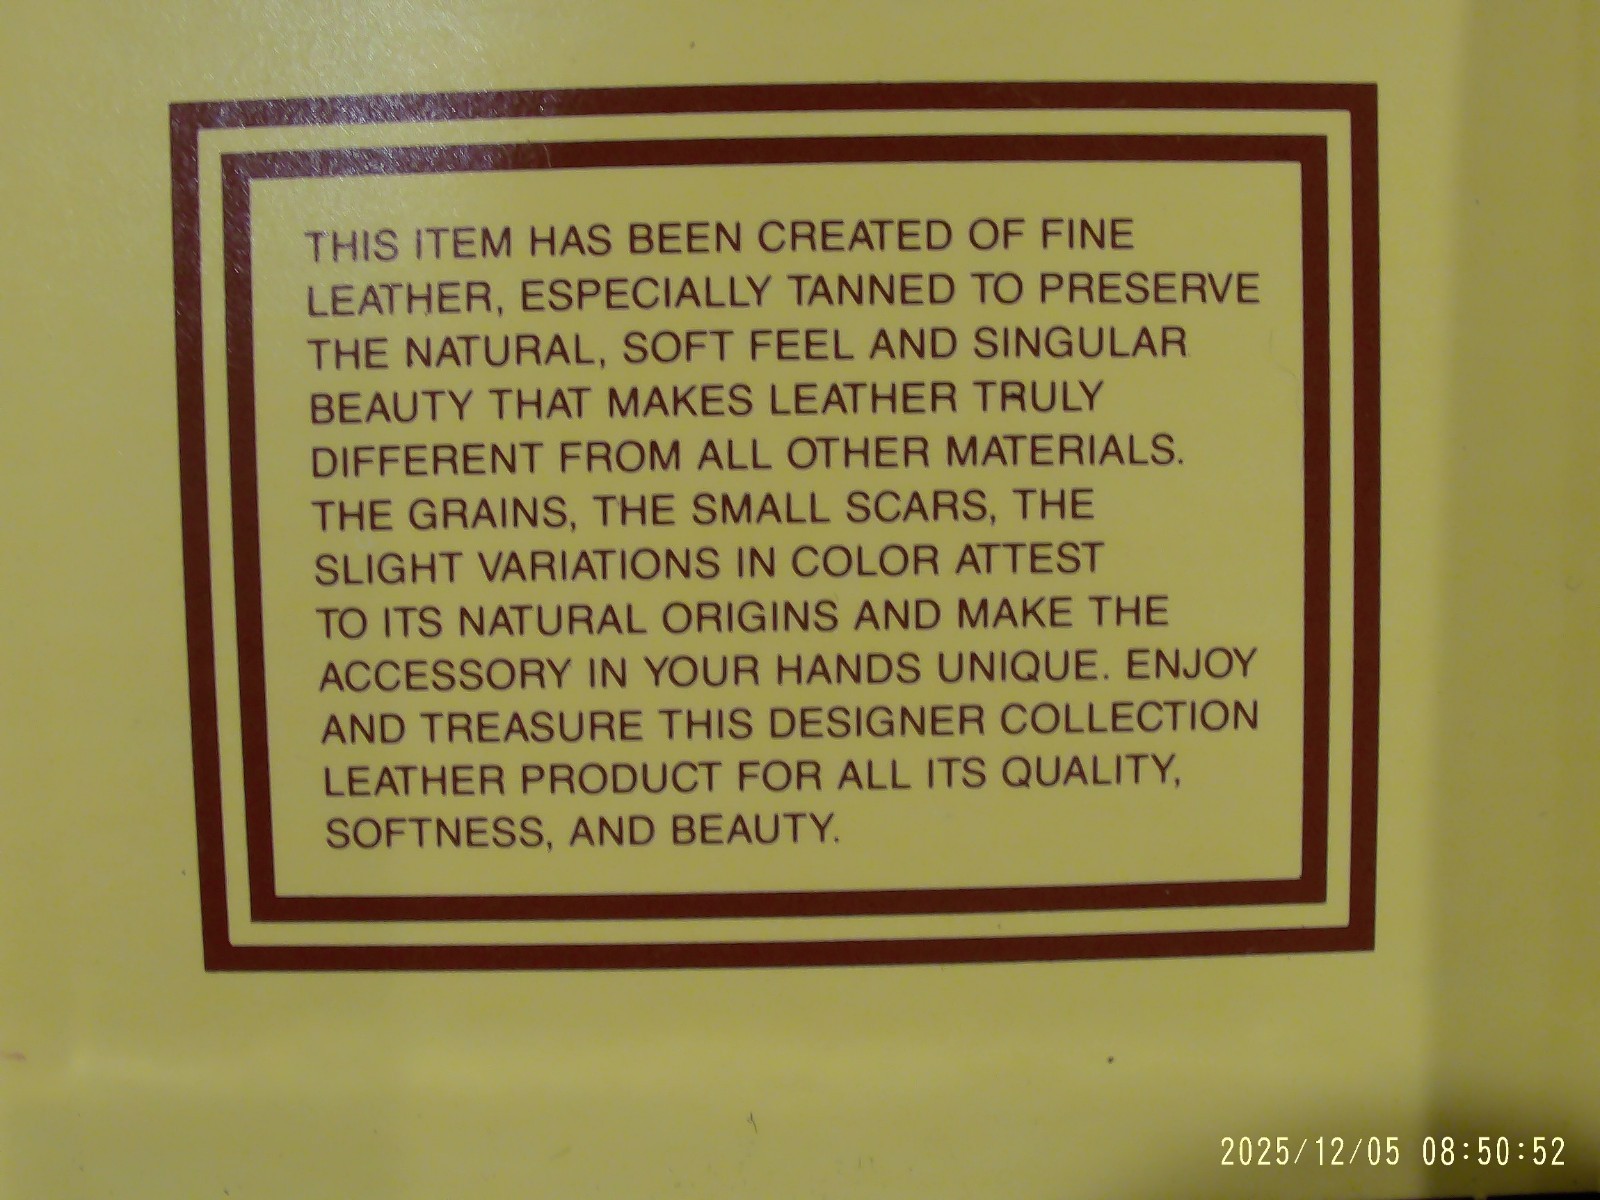 THIS ITEM HAS BEEN CREATED OF FINE
LEATHER, ESPECIALLY TANNED TO PRESERVE
THE NATURAL, SOFT FEEL AND SINGULAR
BEAUTY THAT MAKES LEATHER TRULY
DIFFERENT FROM ALL OTHER MATERIALS.
THE GRAINS, THE SMALL SCARS, THE
SLIGHT VARIATIONS IN COLOR ATTEST
TO ITS NATURAL ORIGINS AND MAKE THE
ACCESSORY IN YOUR HANDS UNIQUE. ENJOY
AND TREASURE THIS DESIGNER COLLECTION
LEATHER PRODUCT FOR ALL ITS QUALITY,
SOFTNESS, AND BEAUTY.
2025/12/05 08:50:52